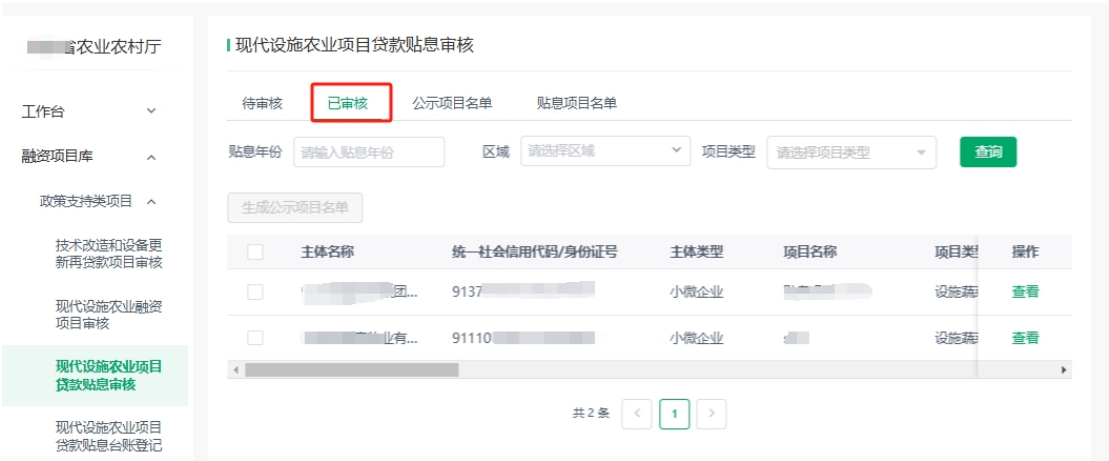 省农业农村厅
现代设施农业项目贷款贴息审核
工作台
融资项目库
政策支持类项目
技术改造和设备更
新再贷款项目审核
现代设施农业融资
项目审核
现代设施农业项目
贷款贴息审核
现代设施农业项目
贷款贴息台账登记
待审核 已审核 公示项目名单 贴息项目名单
贴息年份 请输入贴息年份 区域 请选择区域 项目类型 请选择项目类型 查询
生成公示项目名单
主体名称 统一社会信用代码/身份证号 主体类型 项目名称 项目类 操作
团... 9137 小微企业 设施蔬 查看
业有... 91110 小微企业 设施蔬 查看
共 2 条 1